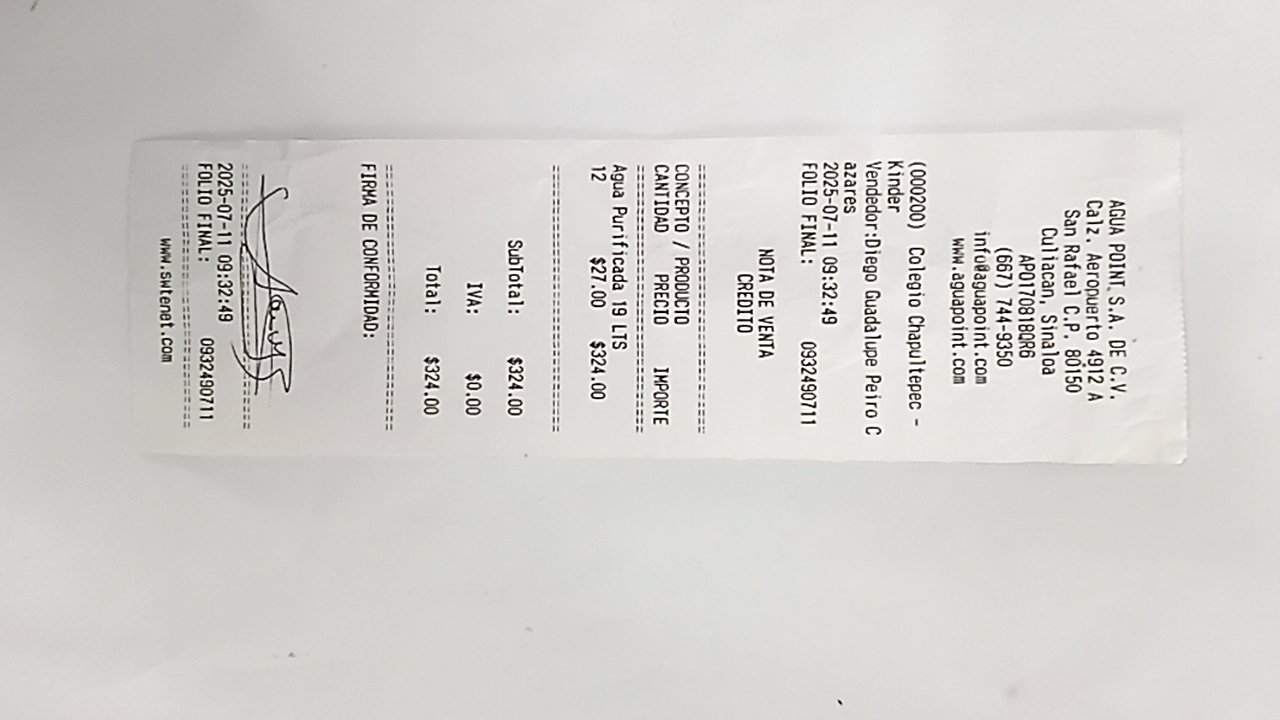 AGUA POINT, S.A. DE C.V.
Calz. Aeropuerto 4912 A
San Rafael C.P. 80150
Culiacan, Sinaloa
APO170818QR6
(667) 744-9350
info@aguapoint.com
www.aguapoint.com
(000200) Colegio Chapultepec -
Kinder
Vendedor:Diego Guadalupe Peiro C
azares
2025-07-11 09:32:49
FOLIO FINAL: 0932490711
NOTA DE VENTA
CREDITO
================================
CONCEPTO / PRODUCTO
CANTIDAD PRECIO IMPORTE
================================
Agua Purificada 19 LTS
12 $27.00 $324.00
================================
SubTotal: $324.00
IVA: $0.00
Total: $324.00
================================
FIRMA DE CONFORMIDAD:
================================
2025-07-11 09:32:49
FOLIO FINAL: 0932490711
================================
www.swtenet.com